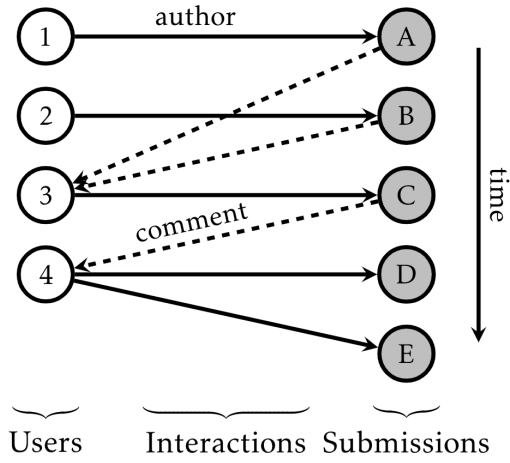 author
1 A
2 B
3 C
comment
4 D
E
time
Users Interactions Submissions